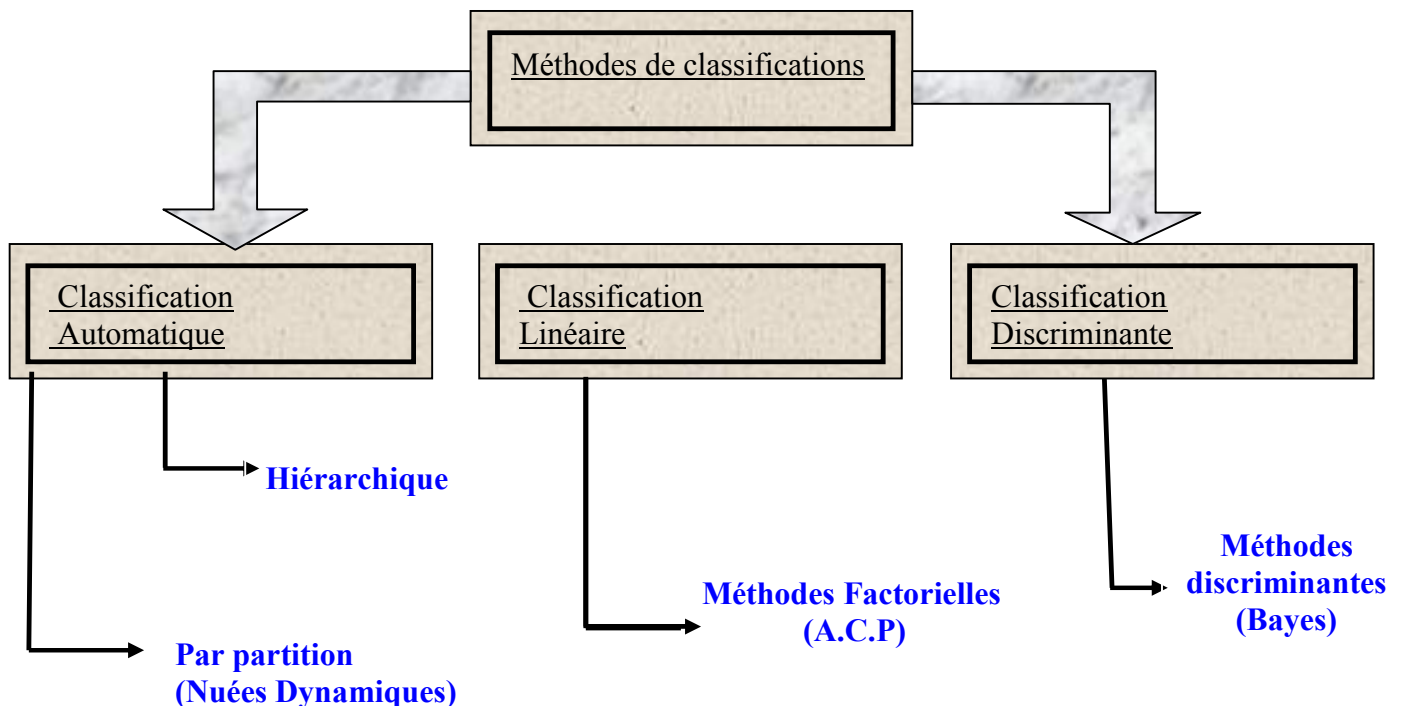 Méthodes de classifications
Classification
Automatique
Classification
Linéaire
Classification
Discriminante
Hiérarchique
Par partition
(Nuées Dynamiques)
Méthodes Factorielles
(A.C.P)
Méthodes
discriminantes
(Bayes)